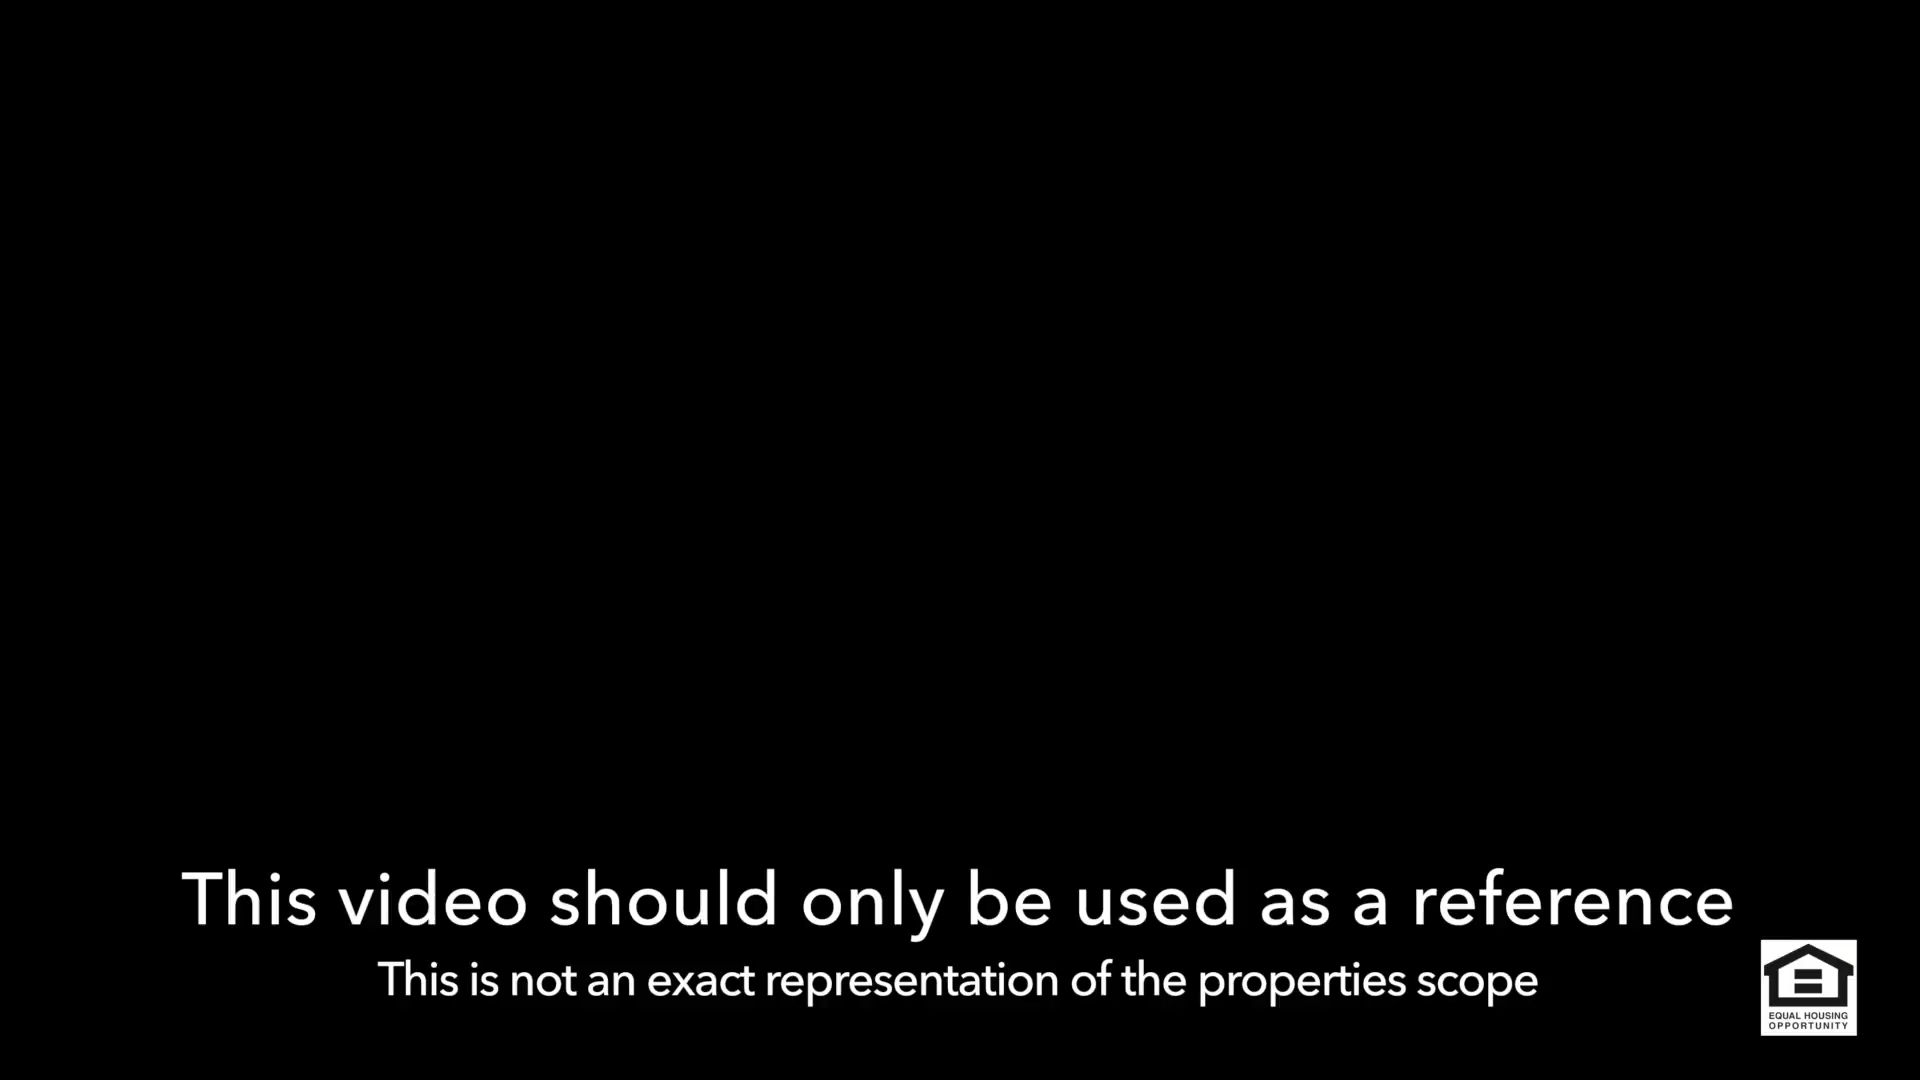 This video should only be used as a reference
This is not an exact representation of the properties scope
EQUAL HOUSING
OPPORTUNITY